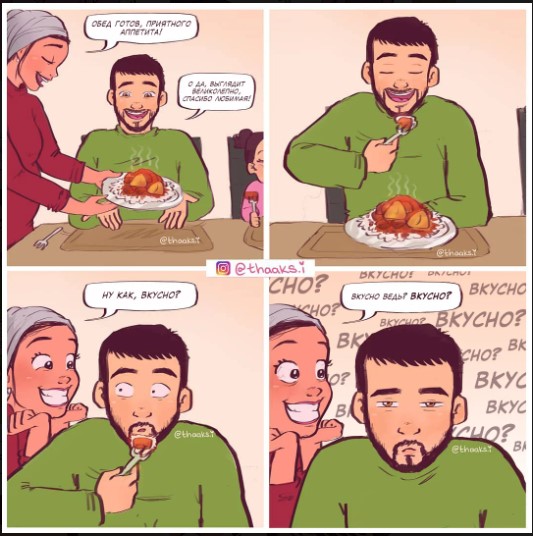 ОБЕД ГОТОВ, ПРИЯТНОГО
АППЕТИТА!
О ДА, ВЫГЛЯДИТ
ВЕЛИКОЛЕПНО,
СПАСИБО ЛЮБИМАЯ!
@thaaks.i
@thaaks.i
@thaaks.i
НУ КАК, ВКУСНО?
@thaaks.i
ВКУСНО ВЕДЬ? ВКУСНО?
СНО?
ВКУСНО?
ВКУСНО?
ВКУСНО?
ВКУСНО?
@thaaks.i